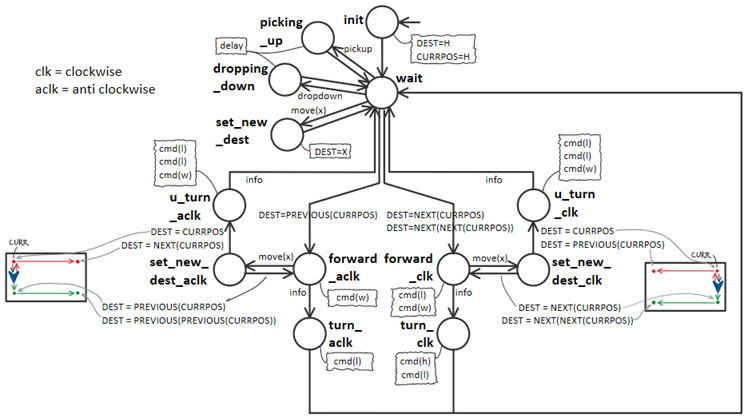 picking
_up
init
delay
pickup
DEST=H
CURRPOS=H
clk = clockwise
aclk = anti clockwise
dropping
_down
wait
dropdown
move(x)
set_new
_dest
DEST=X
cmd(l)
cmd(l)
cmd(w)
cmd(l)
cmd(l)
cmd(w)
info
info
u_turn
_aclk
u_turn
_clk
DEST=PREVIOUS(CURRPOS)
DEST=NEXT(CURRPOS)
DEST=NEXT(NEXT(CURRPOS))
DEST = CURRPOS
DEST = NEXT(CURRPOS)
DEST = CURRPOS
DEST = PREVIOUS(CURRPOS)
CURR
CURR
set_new_
dest_aclk
move(x)
forward
_aclk
forward
_clk
move(x)
set_new_
dest_clk
info
cmd(w)
cmd(l)
cmd(w)
info
DEST = PREVIOUS(CURRPOS)
DEST = PREVIOUS(PREVIOUS(CURRPOS))
DEST = NEXT(CURRPOS)
DEST = NEXT(NEXT(CURRPOS))
turn_
aclk
turn_
clk
cmd(l)
cmd(h)
cmd(l)